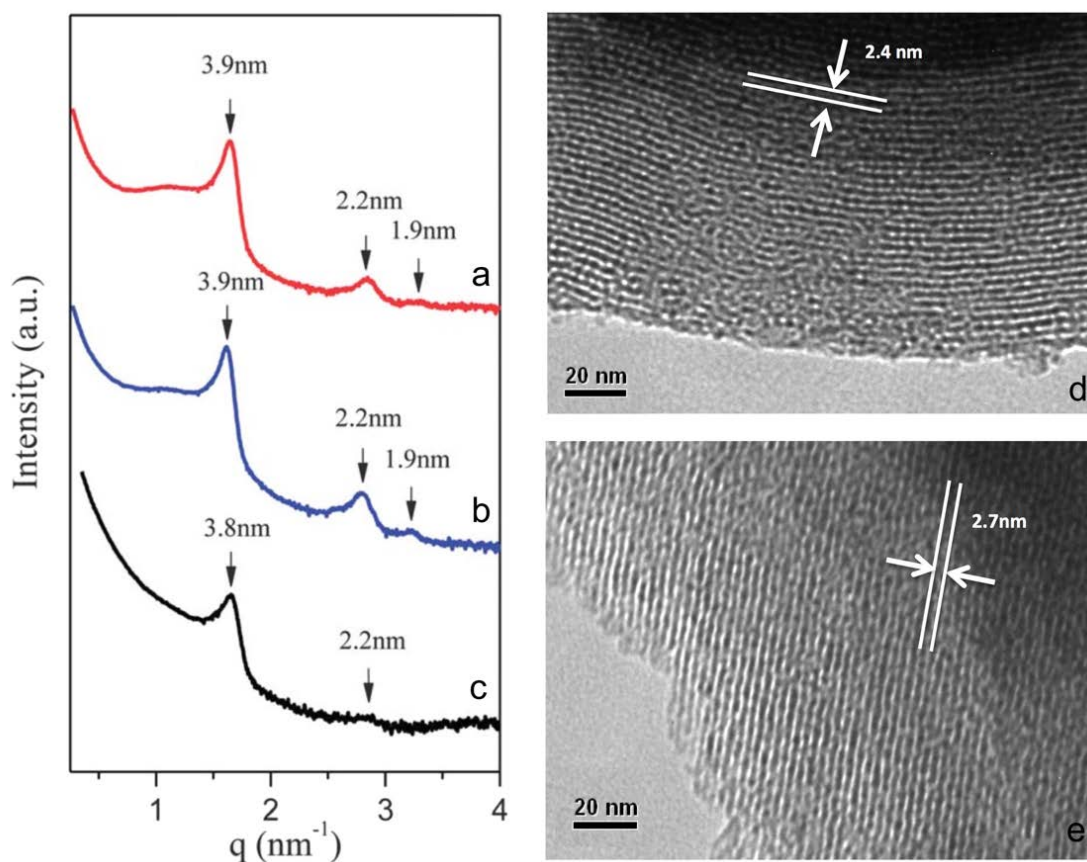 3.9nm
2.2nm
1.9nm
a
3.9nm
2.2nm
1.9nm
b
3.8nm
2.2nm
c
Intensity (a.u.)
1 2 3 4
q (nm⁻¹)
2.4 nm
20 nm
d
2.7nm
20 nm
e